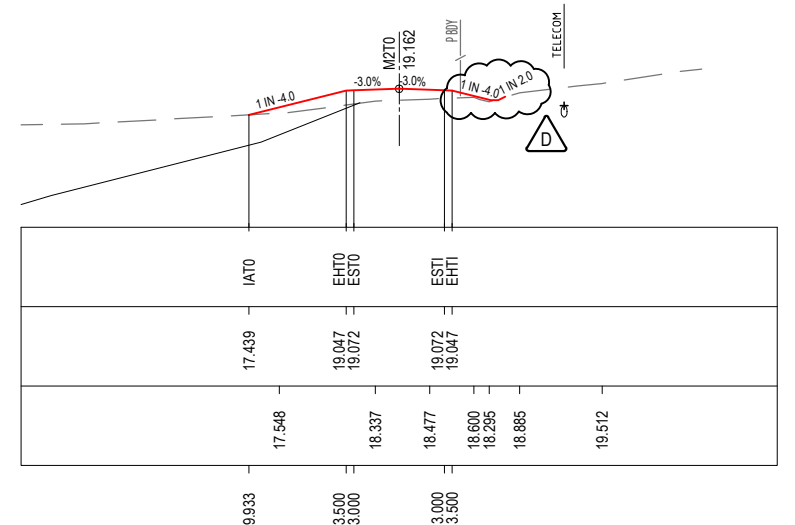 P BDY
TELECOM
M2T0
19.162
1 IN -4.0
-3.0%
-3.0%
1 IN -4.0
1 IN 2.0
D
IAT0
EHT0
EST0
ESTI
EHTI
17.439
19.047
19.072
19.072
19.047
17.548
18.337
18.477
18.600
18.295
18.885
19.512
9.933
3.500
3.000
3.000
3.500